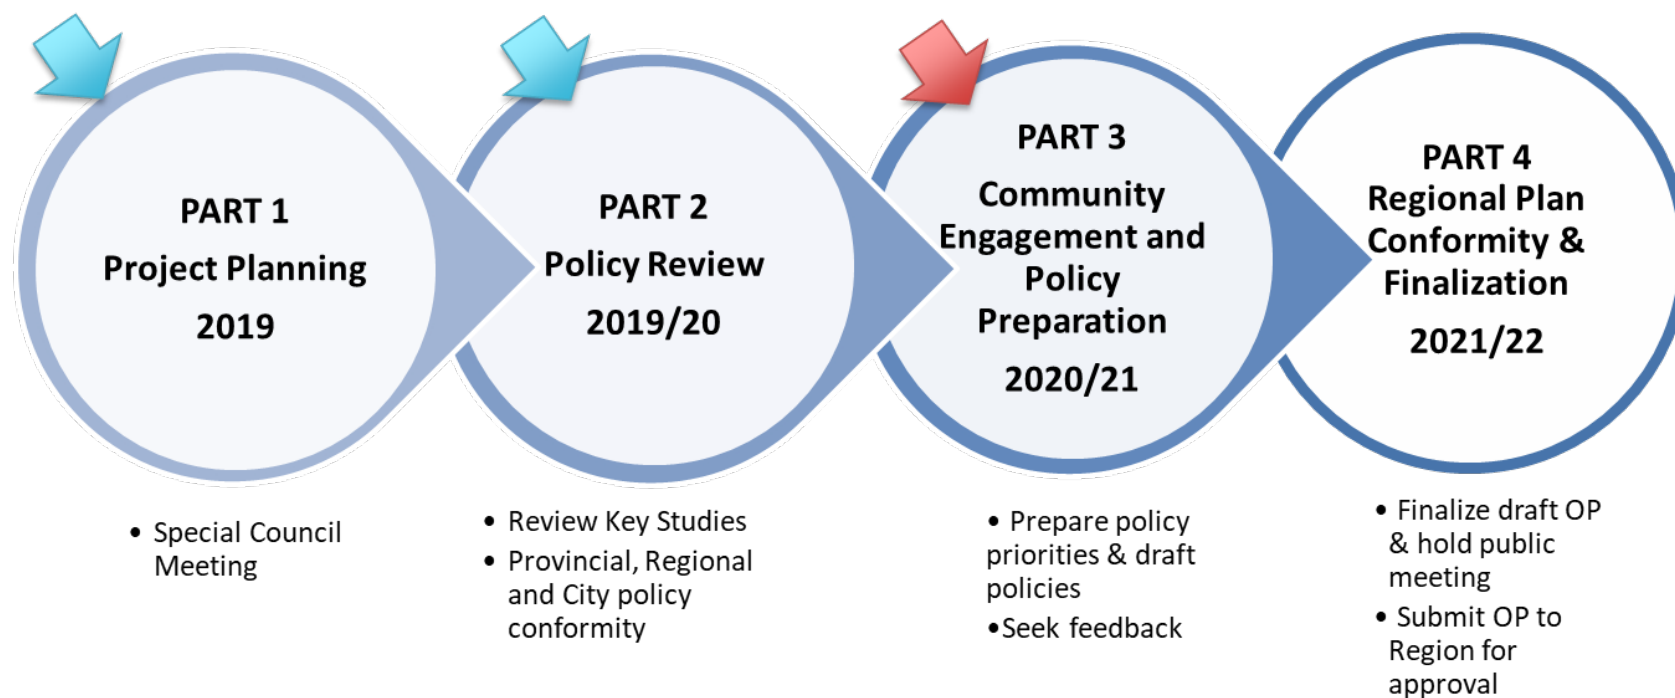 PART 1
Project Planning
2019
• Special Council
Meeting
PART 2
Policy Review
2019/20
• Review Key Studies
• Provincial, Regional
and City policy
conformity
PART 3
Community
Engagement and
Policy
Preparation
2020/21
• Prepare policy
priorities & draft
policies
•Seek feedback
PART 4
Regional Plan
Conformity &
Finalization
2021/22
• Finalize draft OP
& hold public
meeting
• Submit OP to
Region for
approval